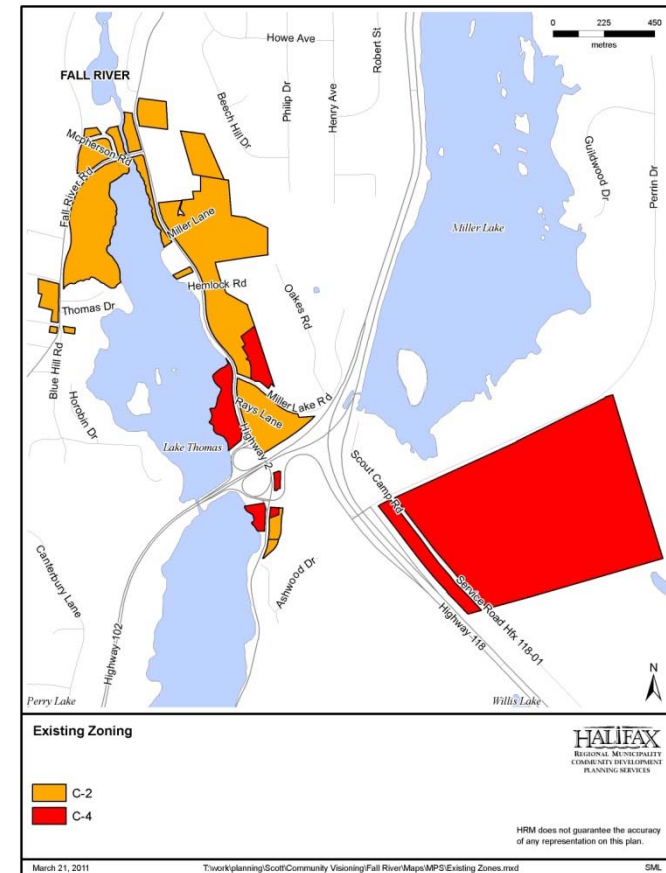 Howe Ave
Robert St
0 225 450
metres
FALL RIVER
Beech Hill Dr
Philip Dr
Henry Ave
Mcpherson Rd
Fall River Rd
Guildwood Dr
Perrin Dr
Miller Lane
Miller Lake
Hemlock Rd
Thomas Dr
Oakes Rd
Blue Hill Rd
Horobin Dr
Miller Lake Rd
Rays Lane
Highway 2
Lake Thomas
Scout Camp Rd
Canterbury Lane
Ashwood Dr
Service Road Hfx 118-01
Highway 102
Highway 118
N
Perry Lake
Willis Lake
Existing Zoning
HALIFAX
REGIONAL MUNICIPALITY
COMMUNITY DEVELOPMENT
PLANNING SERVICES
C-2
C-4
HRM does not guarantee the accuracy
of any representation on this plan.
March 21, 2011
T:\work\planning\Scott\Community Visioning\Fall River\Maps\MPS\Existing Zones.mxd
SML